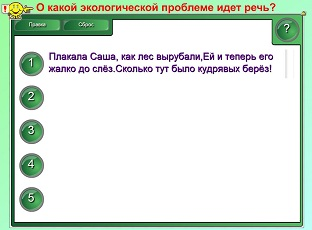 О какой экологической проблеме идет речь?
Правка Сброс
?
1 Плакала Саша, как лес вырубали,Ей и теперь его
жалко до слёз.Сколько тут было кудрявых берёз!
2
3
4
5